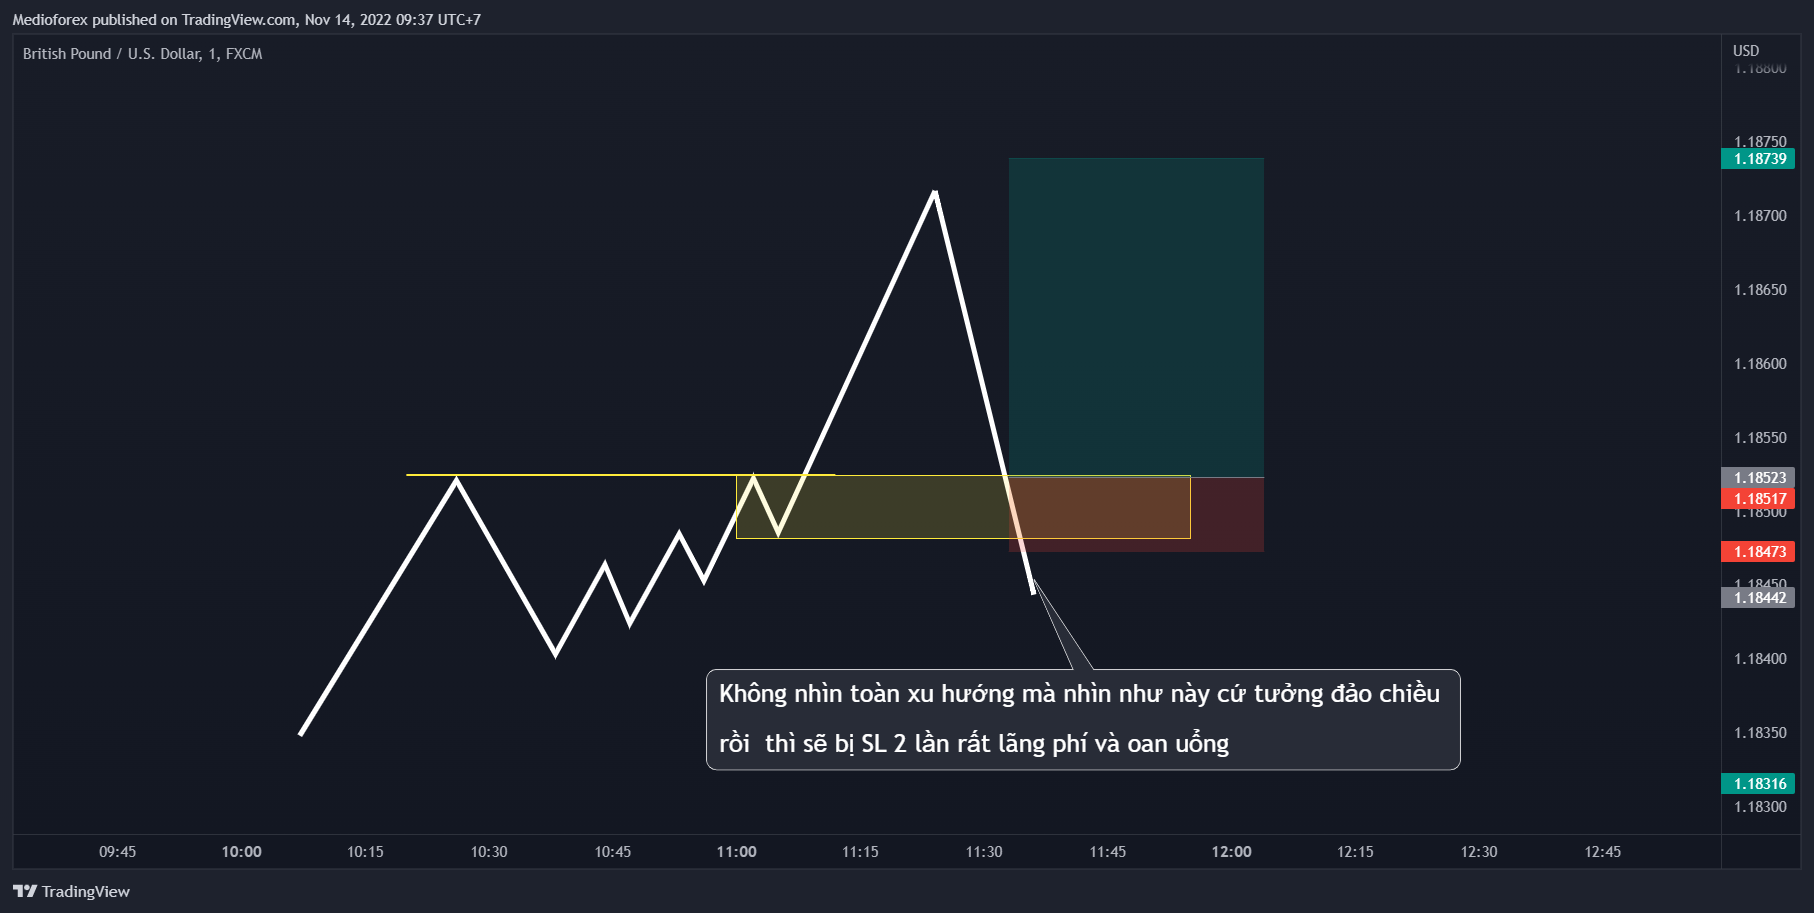 Medioforex published on TradingView.com, Nov 14, 2022 09:37 UTC+7
British Pound / U.S. Dollar, 1, FXCM
USD
1.18800
1.18750
1.18739
1.18700
1.18650
1.18600
1.18550
1.18523
1.18517
1.18500
1.18473
1.18450
1.18442
Không nhìn toàn xu hướng mà nhìn như này cứ tưởng đảo chiều
rồi  thì sẽ bị SL 2 lần rất lãng phí và oan uổng
1.18400
1.18350
1.18316
1.18300
09:45 10:00 10:15 10:30 10:45 11:00 11:15 11:30 11:45 12:00 12:15 12:30 12:45
TradingView